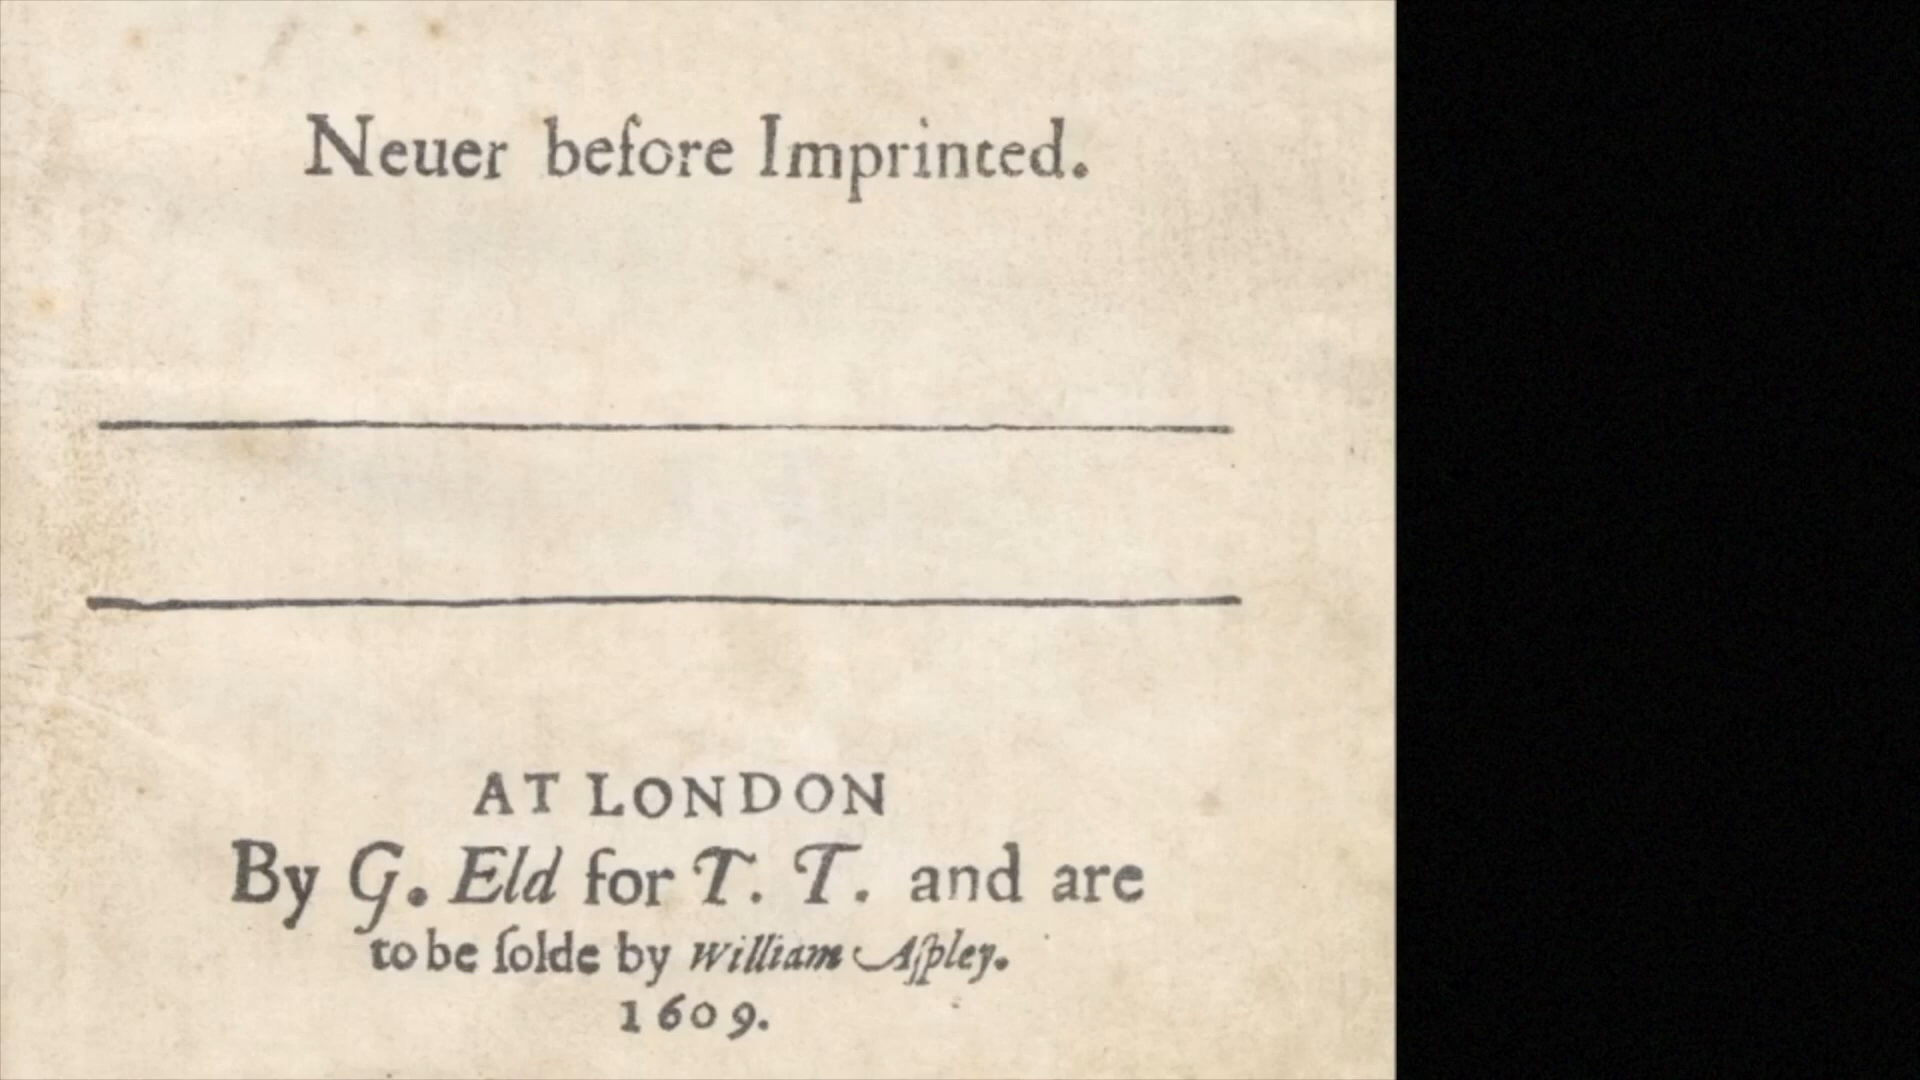 Neuer before Imprinted.
AT LONDON
By G. Eld for T. T. and are
to be ſolde by William Aſpley.
1609.